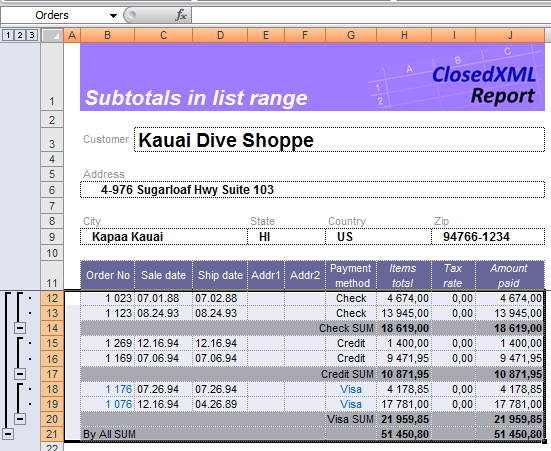 Orders
1 2 3 A B C D E F G H I J
1 Subtotals in list range ClosedXML Report A B C 1 2
2
3 Customer Kauai Dive Shoppe
4
5 Address
6 4-976 Sugarloaf Hwy Suite 103
7
8 City State Country Zip
9 Kapaa Kauai HI US 94766-1234
10
11 Order No Sale date Ship date Addr1 Addr2 Payment method Items total Tax rate Amount paid
12 1 023 07.01.88 07.02.88 Check 4 674,00 0,00 4 674,00
13 1 123 08.24.93 08.24.93 Check 13 945,00 0,00 13 945,00
14 Check SUM 18 619,00 18 619,00
15 1 269 12.16.94 12.16.94 Credit 1 400,00 0,00 1 400,00
16 1 169 07.06.94 07.06.94 Credit 9 471,95 0,00 9 471,95
17 Credit SUM 10 871,95 10 871,95
18 1 176 07.26.94 07.26.94 Visa 4 178,85 0,00 4 178,85
19 1 076 12.16.94 04.26.89 Visa 17 781,00 0,00 17 781,00
20 Visa SUM 21 959,85 21 959,85
21 By All SUM 51 450,80 51 450,80
22